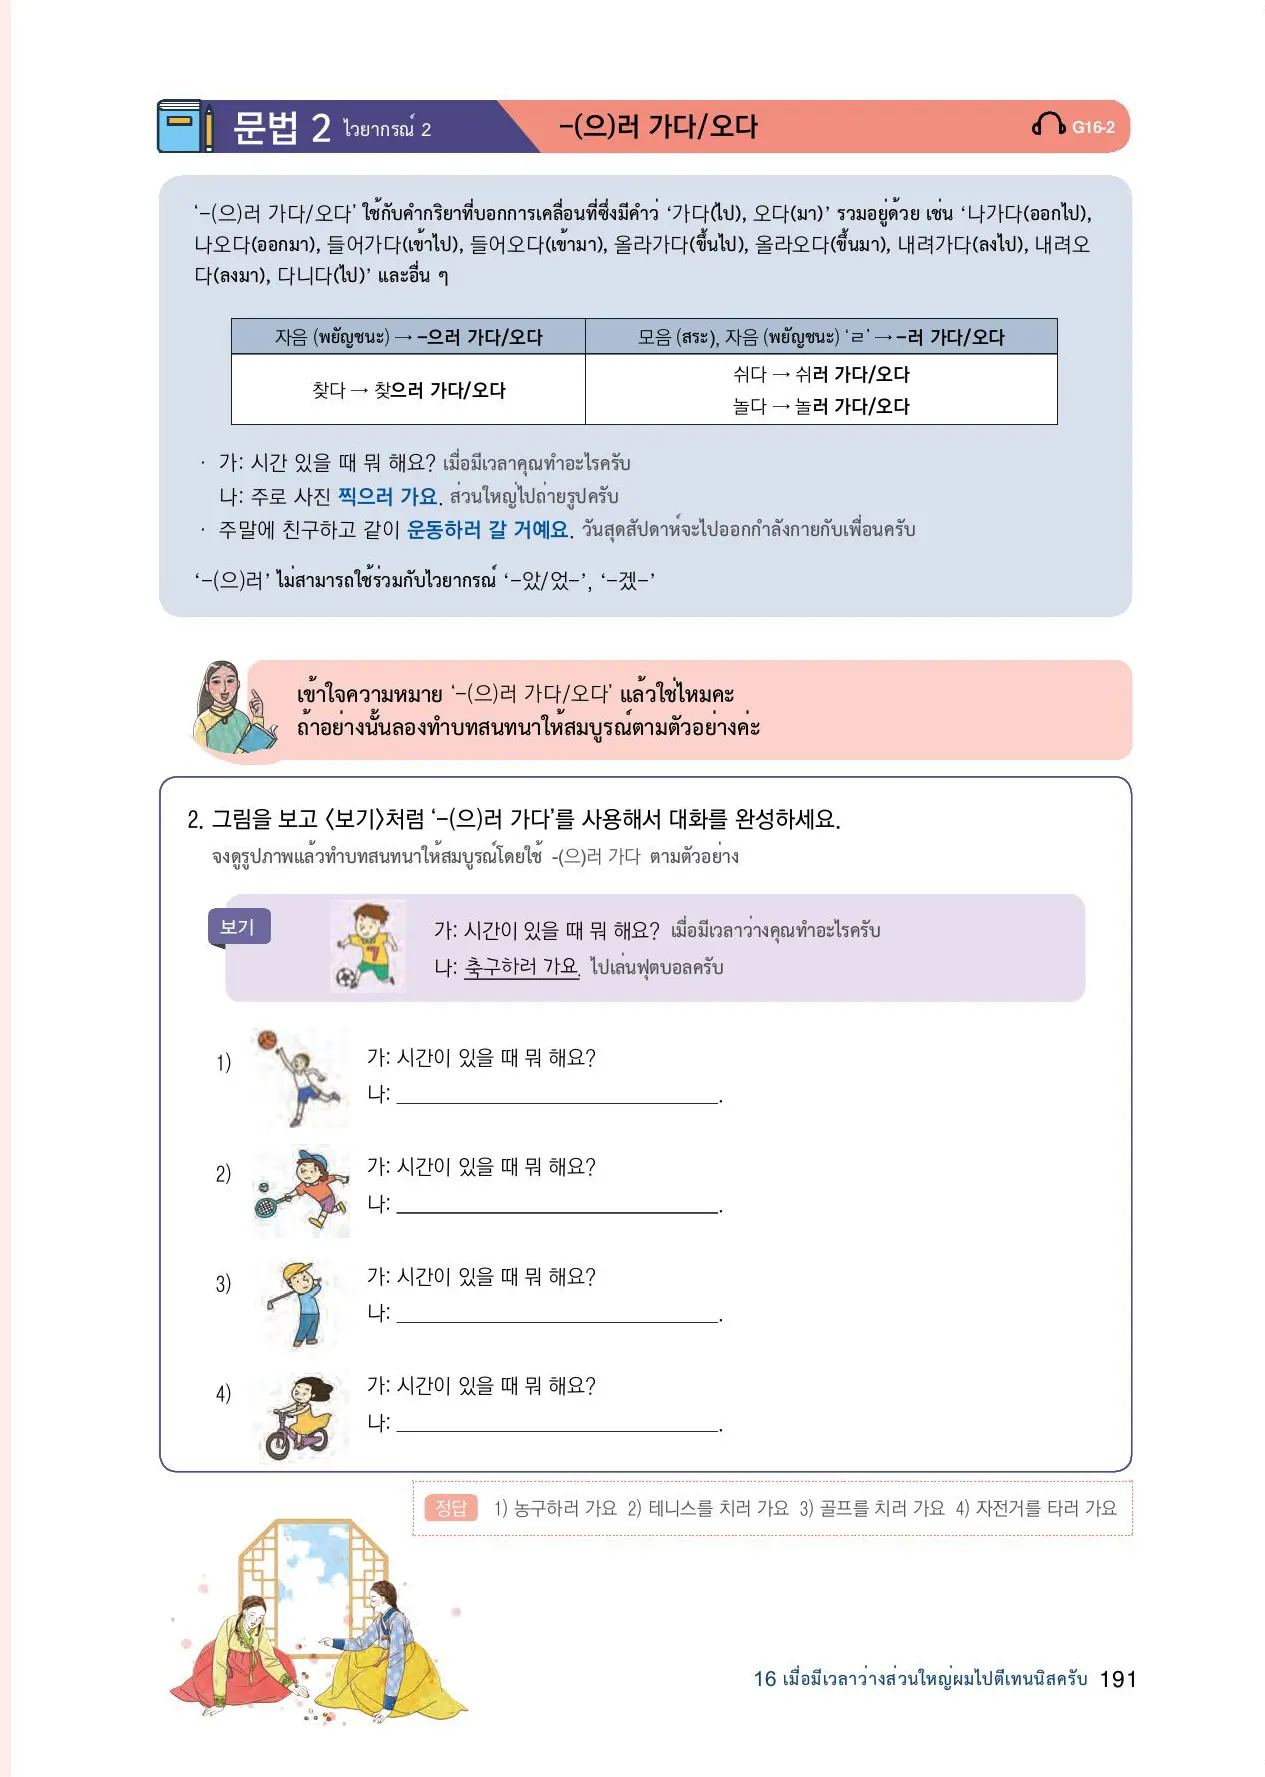 문법 2 ไวยากรณ์ 2 -(으)러 가다/오다 G16-2
‘-(으)러 가다/오다’ ใช้กับคำกริยาที่บอกการเคลื่อนที่ซึ่งมีคำว่ ‘가다(ไป), 오다(มา)’ รวมอยู่ด้วย เช่น ‘나가다(ออกไป),
나오다(ออกมา), 들어가다(เข้าไป), 들어오다(เข้ามา), 올라가다(ขึ้นไป), 올라오다(ขึ้นมา), 내려가다(ลงไป), 내려오
다(ลงมา), 다니다(ไป)’ และอื่น ๆ
자음 (พยัญชนะ) → -으러 가다/오다 모음 (สระ), 자음 (พยัญชนะ) ‘ㄹ’ → -러 가다/오다
찾다 → 찾으러 가다/오다
쉬다 → 쉬러 가다/오다
놀다 → 놀러 가다/오다
· 가: 시간 있을 때 뭐 해요? เมื่อมีเวลาคุณทำอะไรครับ
나: 주로 사진 찍으러 가요. ส่วนใหญ่ไปถ่ายรูปครับ
· 주말에 친구하고 같이 운동하러 갈 거예요. วันสุดสัปดาห์จะไปออกกำลังกายกับเพื่อนครับ
‘-(으)러’ ไม่สามารถใช้ร่วมกับไวยากรณ์ ‘-았/었-’, ‘-겠-’
เข้าใจความหมาย ‘-(으)러 가다/오다’ แล้วใช่ไหมคะ
ถ้าอย่างนั้นลองทำบทสนทนาให้สมบูรณ์ตามตัวอย่างค่ะ
2. 그림을 보고 〈보기〉처럼 ‘-(으)러 가다’를 사용해서 대화를 완성하세요.
จงดูรูปภาพแล้วทำบทสนทนาให้สมบูรณ์โดยใช้ -(으)러 가다 ตามตัวอย่าง
보기
가: 시간이 있을 때 뭐 해요? เมื่อมีเวลาว่างคุณทำอะไรครับ
나: 축구하러 가요. ไปเล่นฟุตบอลครับ
7
1) 가: 시간이 있을 때 뭐 해요?
나: ______________________________.
2) 가: 시간이 있을 때 뭐 해요?
나: ______________________________.
3) 가: 시간이 있을 때 뭐 해요?
나: ______________________________.
4) 가: 시간이 있을 때 뭐 해요?
나: ______________________________.
정답 1) 농구하러 가요 2) 테니스를 치러 가요 3) 골프를 치러 가요 4) 자전거를 타러 가요
16 เมื่อมีเวลาว่างส่วนใหญ่ผมไปตีเทนนิสครับ 191